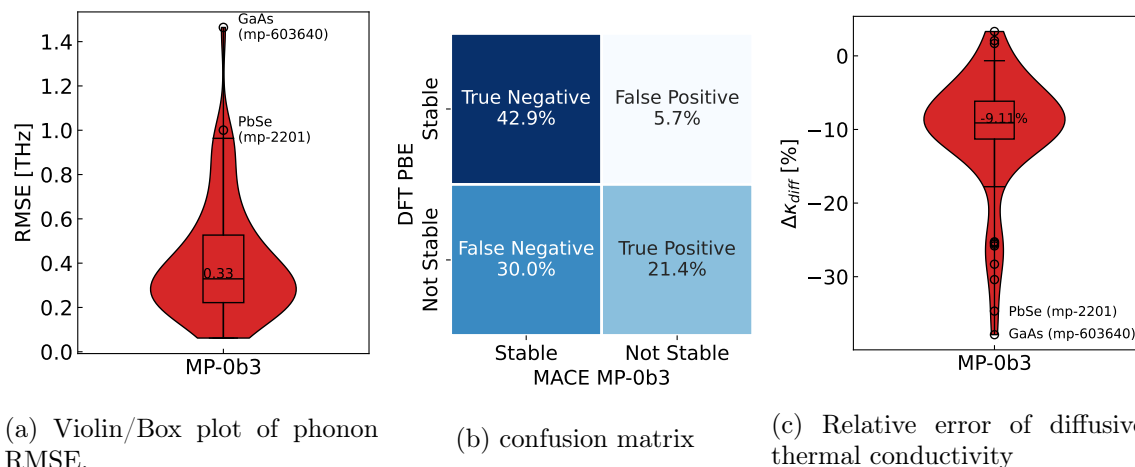 GaAs
(mp-603640)
1.4
1.2
PbSe
(mp-2201)
1.0
0.8
RMSE [THz]
0.6
0.4
0.33
0.2
0.0
MP-0b3
DFT PBE
Stable
Not Stable
True Negative
42.9%
False Positive
5.7%
False Negative
30.0%
True Positive
21.4%
Stable
Not Stable
MACE MP-0b3
0
−10
-9.11%
Δκdiff [%]
−20
−30
PbSe (mp-2201)
GaAs (mp-603640)
MP-0b3
(a) Violin/Box plot of phonon
RMSE.
(b) confusion matrix
(c) Relative error of diffusive
thermal conductivity